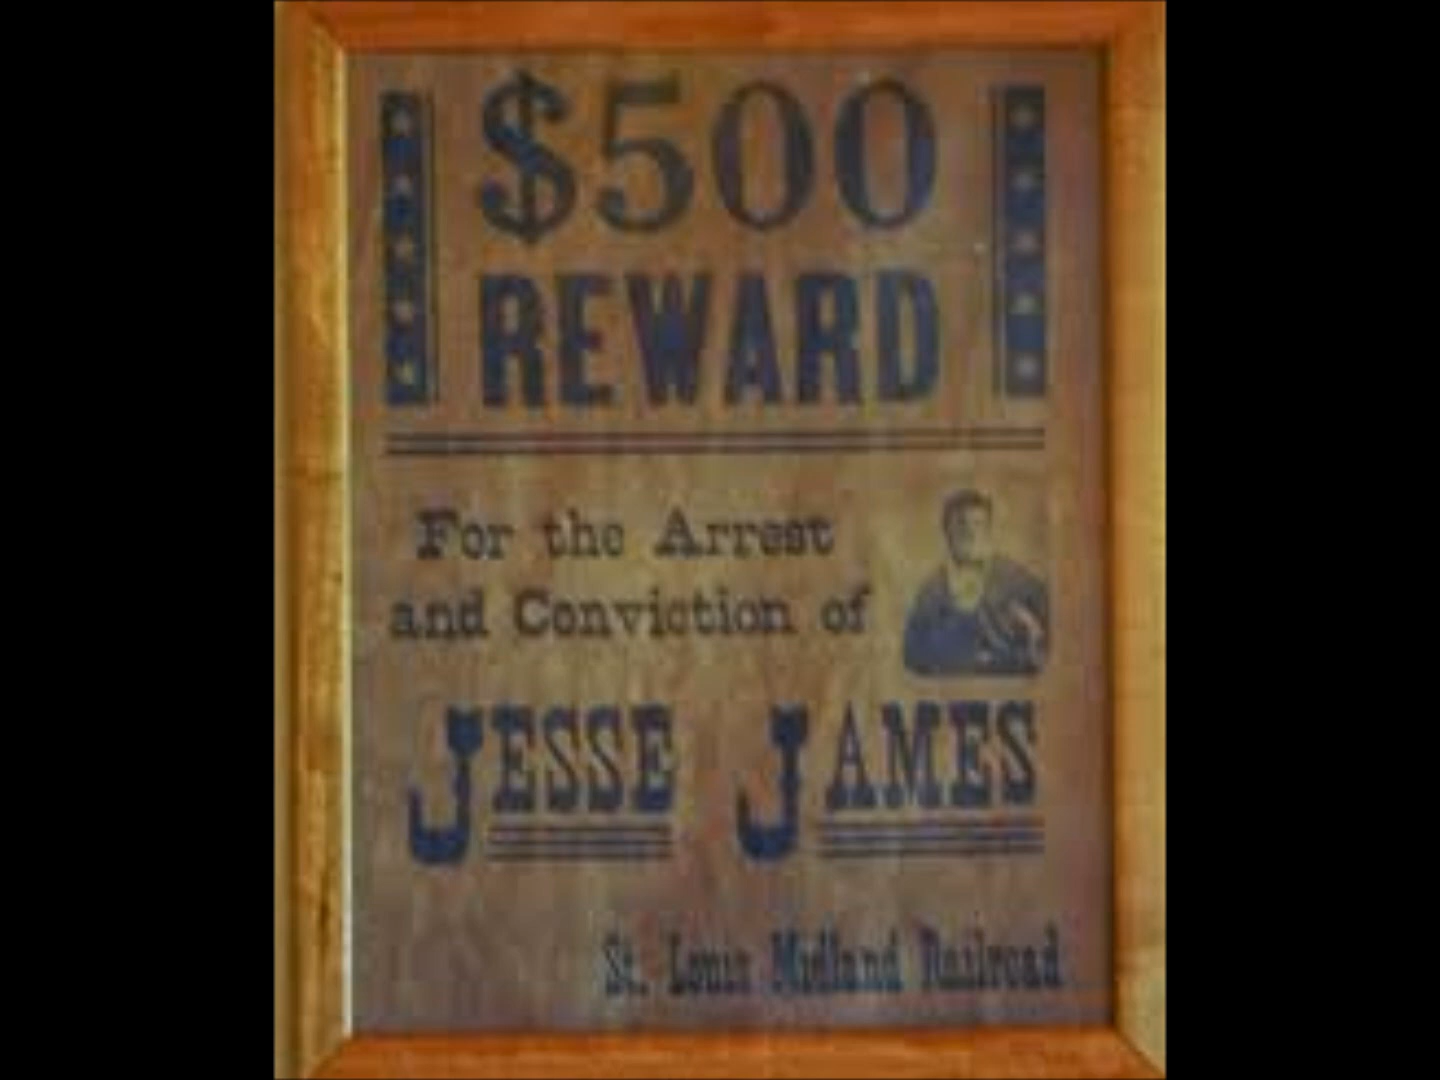 $500
REWARD
For the Arrest
and Conviction of
JESSE JAMES
St. Louis Midland Railroad